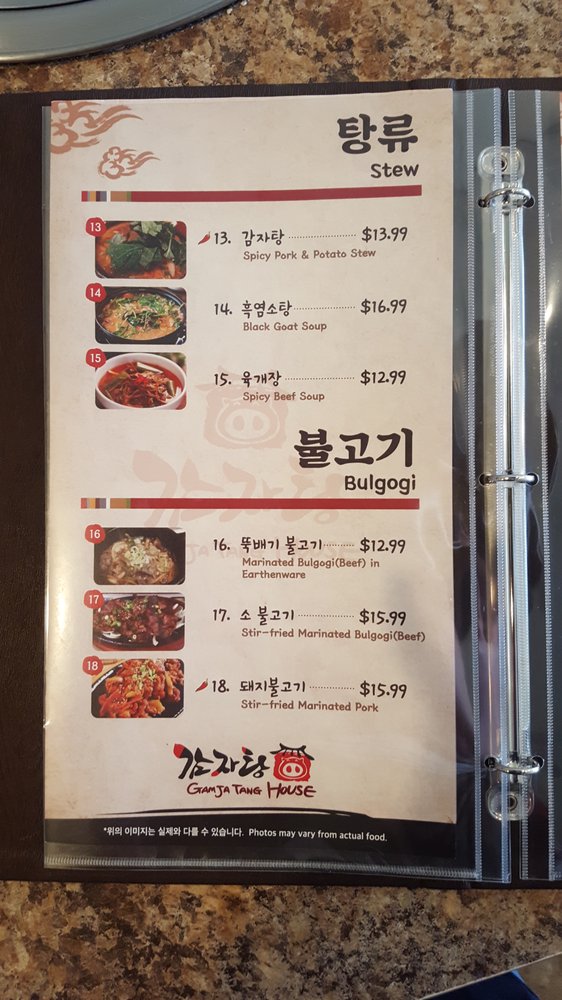 탕류
Stew
13
13. 감자탕 $13.99
Spicy Pork & Potato Stew
14
14. 흑염소탕 $16.99
Black Goat Soup
15
15. 육개장 $12.99
Spicy Beef Soup
불고기
Bulgogi
16
16. 뚝배기 불고기 $12.99
Marinated Bulgogi(Beef) in
Earthenware
17
17. 소 불고기 $15.99
Stir-fried Marinated Bulgogi(Beef)
18
18. 돼지불고기 $15.99
Stir-fried Marinated Pork
감자탕
GAMJA TANG HOUSE
*위의 이미지는 실제와 다를 수 있습니다. Photos may vary from actual food.